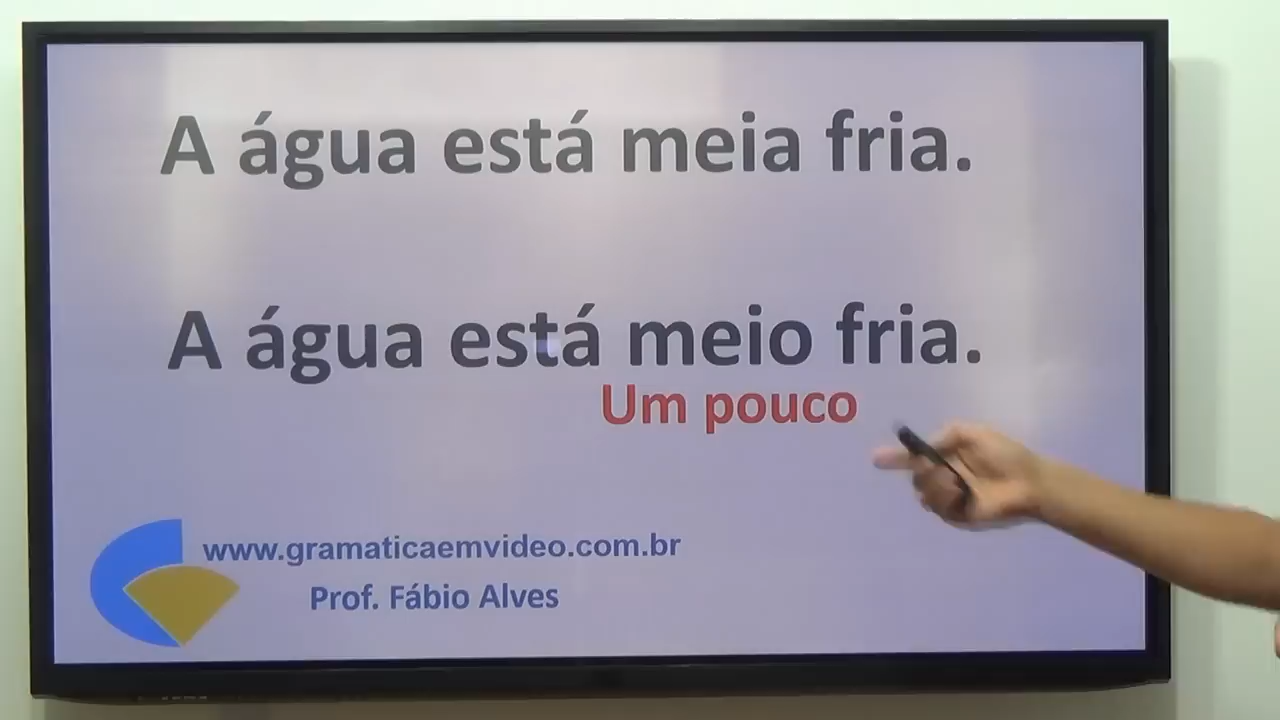 A água está meia fria.
A água está meio fria.
Um pouco
www.gramaticaemvideo.com.br
Prof. Fábio Alves